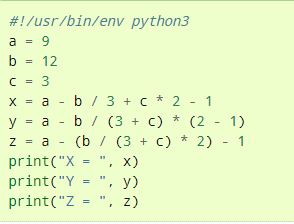 #!/usr/bin/env python3
a = 9
b = 12
c = 3
x = a - b / 3 + c * 2 - 1
y = a - b / (3 + c) * (2 - 1)
z = a - (b / (3 + c) * 2) - 1
print("X = ", x)
print("Y = ", y)
print("Z = ", z)